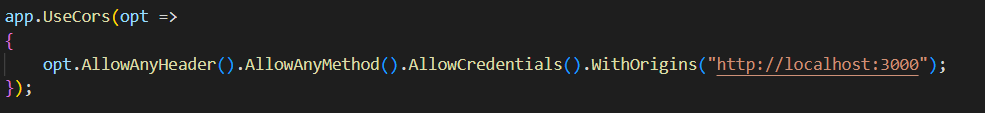 app.UseCors(opt =>
{
    opt.AllowAnyHeader().AllowAnyMethod().AllowCredentials().WithOrigins("http://localhost:3000");
});